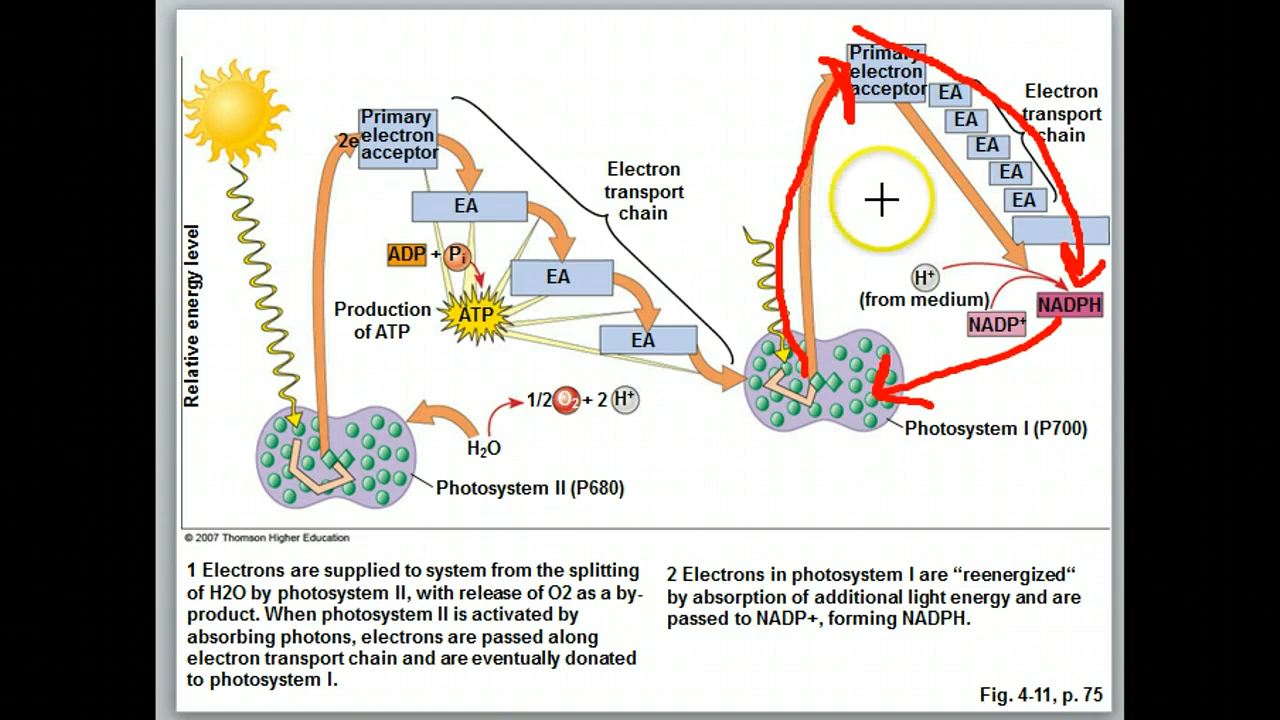 Relative energy level
2e
Primary
electron
acceptor
EA
EA
EA
Electron
transport
chain
ADP + Pi
ATP
Production
of ATP
1/2 O2 + 2 H+
H2O
Photosystem II (P680)
Primary
electron
acceptor
EA
EA
EA
EA
EA
Electron
transport
chain
H+
(from medium)
NADP+
NADPH
Photosystem I (P700)
© 2007 Thomson Higher Education
1 Electrons are supplied to system from the splitting
of H2O by photosystem II, with release of O2 as a by-
product. When photosystem II is activated by
absorbing photons, electrons are passed along
electron transport chain and are eventually donated
to photosystem I.
2 Electrons in photosystem I are “reenergized“
by absorption of additional light energy and are
passed to NADP+, forming NADPH.
Fig. 4-11, p. 75